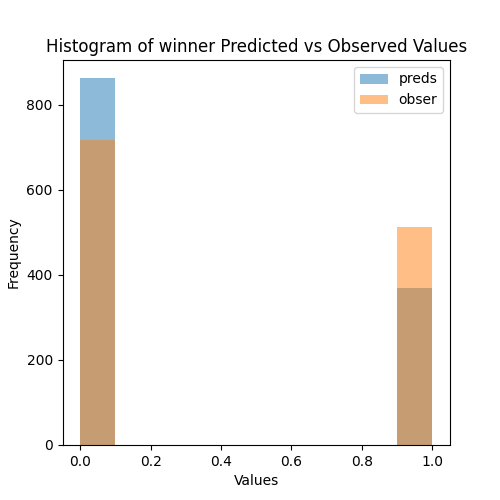 Histogram of winner Predicted vs Observed Values
preds
obser
800
600
400
200
0
Frequency
0.0 0.2 0.4 0.6 0.8 1.0
Values